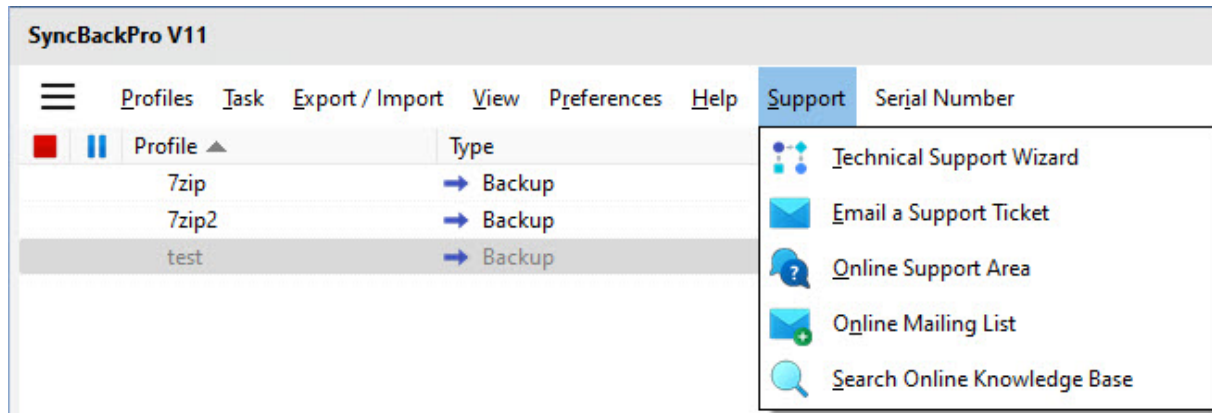 SyncBackPro V11
Profiles Task Export / Import View Preferences Help Support Serial Number
Profile Type
7zip Backup
7zip2 Backup
test Backup
Technical Support Wizard
Email a Support Ticket
Online Support Area
Online Mailing List
Search Online Knowledge Base